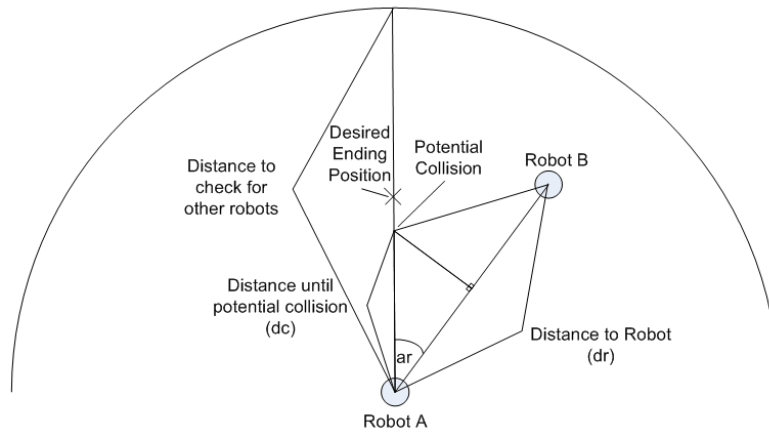 Desired
Ending
Position
Potential
Collision
Robot B
Distance to
check for
other robots
Distance until
potential collision
(dc)
Distance to Robot
(dr)
ar
Robot A